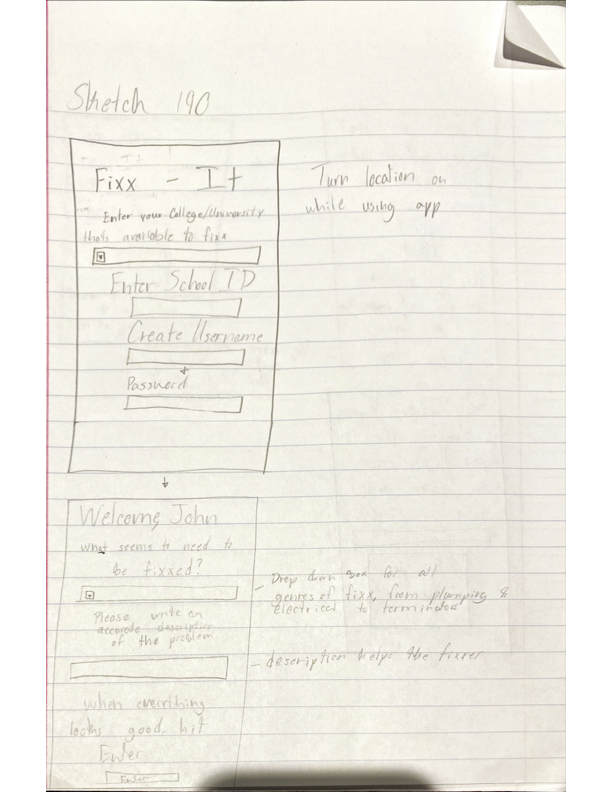 Sketch 190
Fixx - It
Enter your College/University
thats available to fixx
Enter School ID
Create Username
+
Password
Turn location on
while using app
Welcome, John
what seems to need to
be fixxed?
Drop down box for all
genres of fixx, from plumping &
electrical to
Please write an
accurate description
of the problem
- description helps the fixxer
when everything
looks good, hit
Enter
Enter